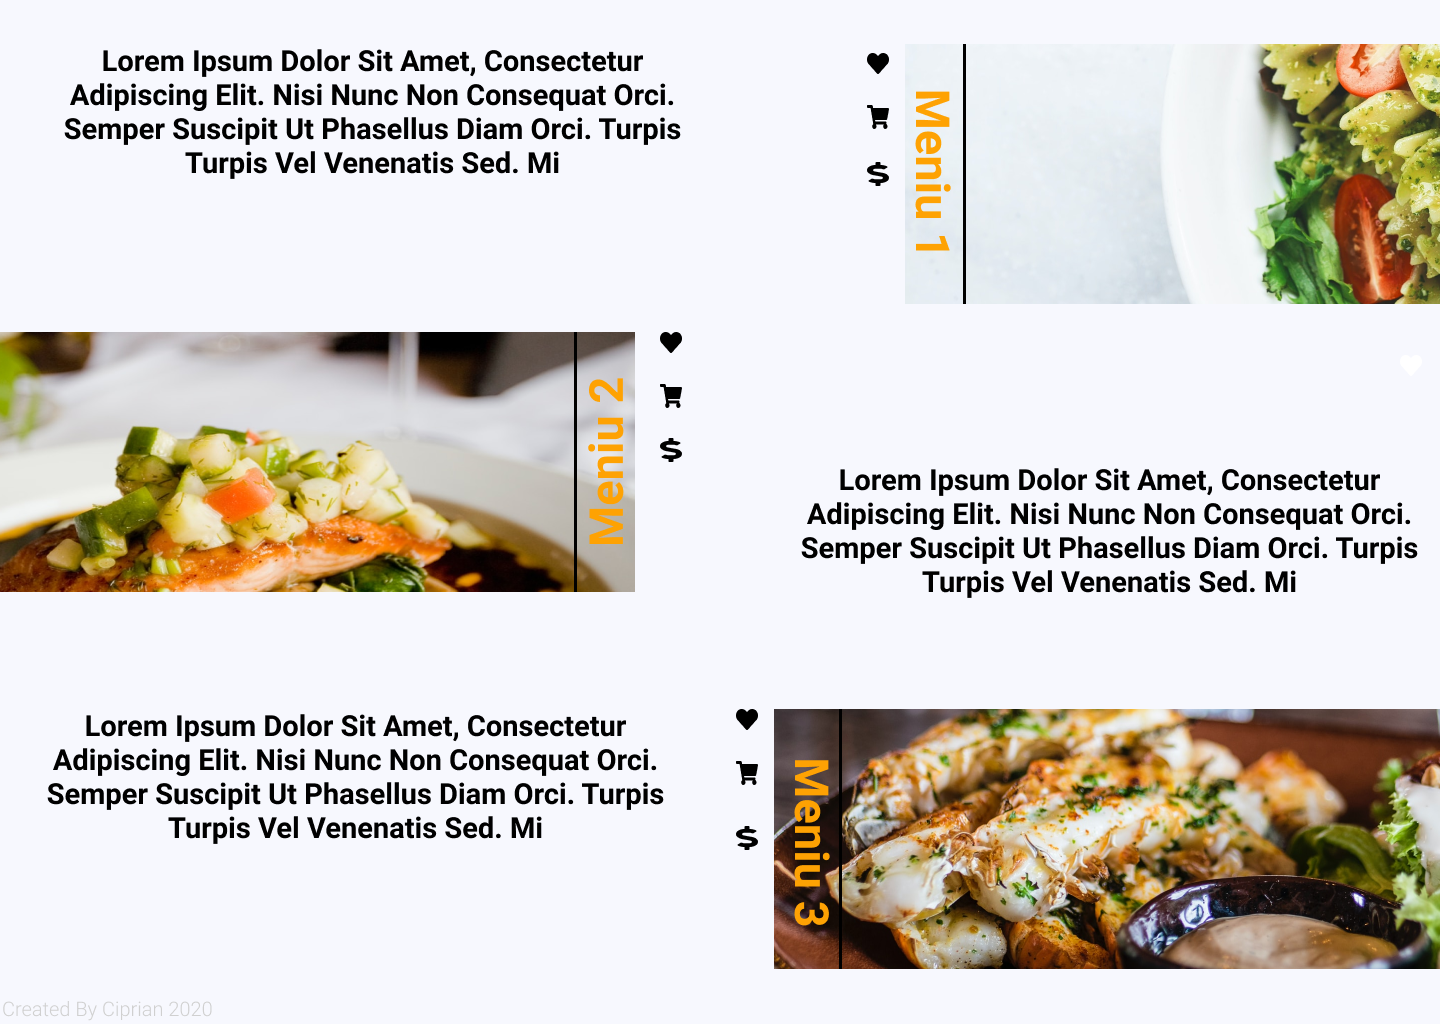 Lorem Ipsum Dolor Sit Amet, Consectetur
Adipiscing Elit. Nisi Nunc Non Consequat Orci.
Semper Suscipit Ut Phasellus Diam Orci. Turpis
Turpis Vel Venenatis Sed. Mi
Meniu 1
Meniu 2
Lorem Ipsum Dolor Sit Amet, Consectetur
Adipiscing Elit. Nisi Nunc Non Consequat Orci.
Semper Suscipit Ut Phasellus Diam Orci. Turpis
Turpis Vel Venenatis Sed. Mi
Lorem Ipsum Dolor Sit Amet, Consectetur
Adipiscing Elit. Nisi Nunc Non Consequat Orci.
Semper Suscipit Ut Phasellus Diam Orci. Turpis
Turpis Vel Venenatis Sed. Mi
Meniu 3
Created By Ciprian 2020